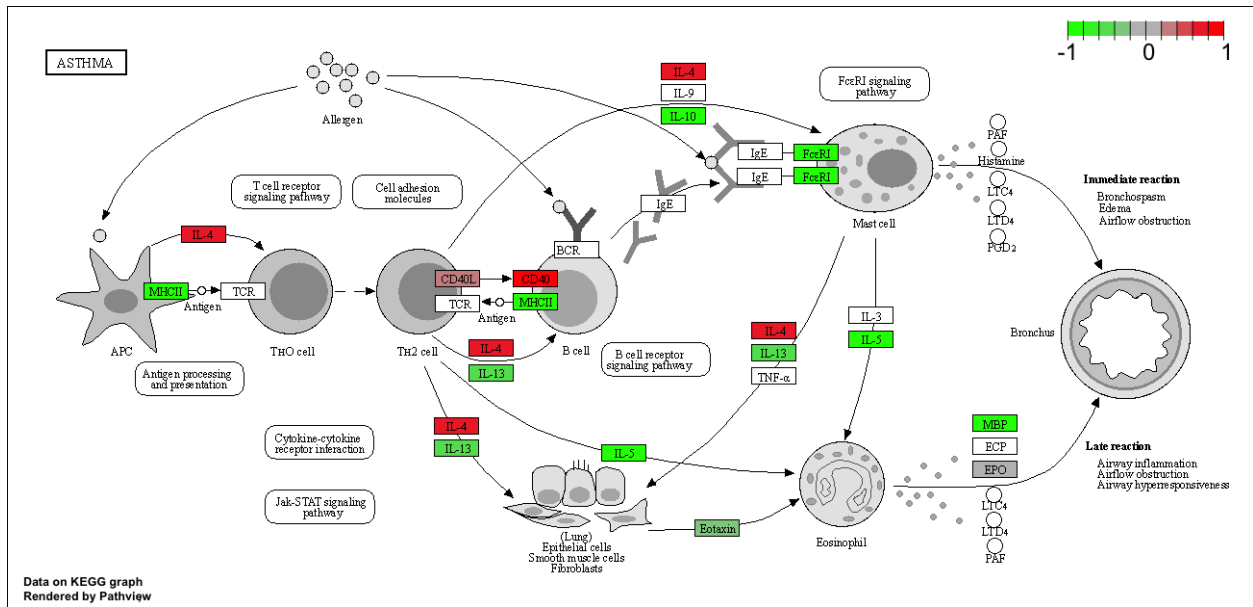 -1
0
1
ASTHMA
Allergen
IL-4
IL-9
IL-10
FcεRI signaling
pathway
T cell receptor
signaling pathway
Cell adhesion
molecules
IgE
FcεRI
IgE
FcεRI
IgE
Mast cell
PAF
Histamine
LTC4
LTD4
PGD2
Immediate reaction
Bronchospasm
Edema
Airflow obstruction
IL-4
BCR
MHCII
Antigen
TCR
CD40L
CD40
TCR
Antigen
MHCII
APC
TH0 cell
TH2 cell
B cell
IL-4
IL-13
B cell receptor
signaling pathway
Antigen processing
and presentation
IL-4
IL-13
TNF-α
IL-3
IL-5
Bronchus
Cytokine-cytokine
receptor interaction
IL-4
IL-13
IL-5
Jak-STAT signaling
pathway
Eotaxin
(Lung)
Epithelial cells
Smooth muscle cells
Fibroblasts
Eosinophil
MBP
ECP
EPO
LTC4
LTD4
PAF
Late reaction
Airway inflammation
Airflow obstruction
Airway hyperresponsiveness
Data on KEGG graph
Rendered by Pathview